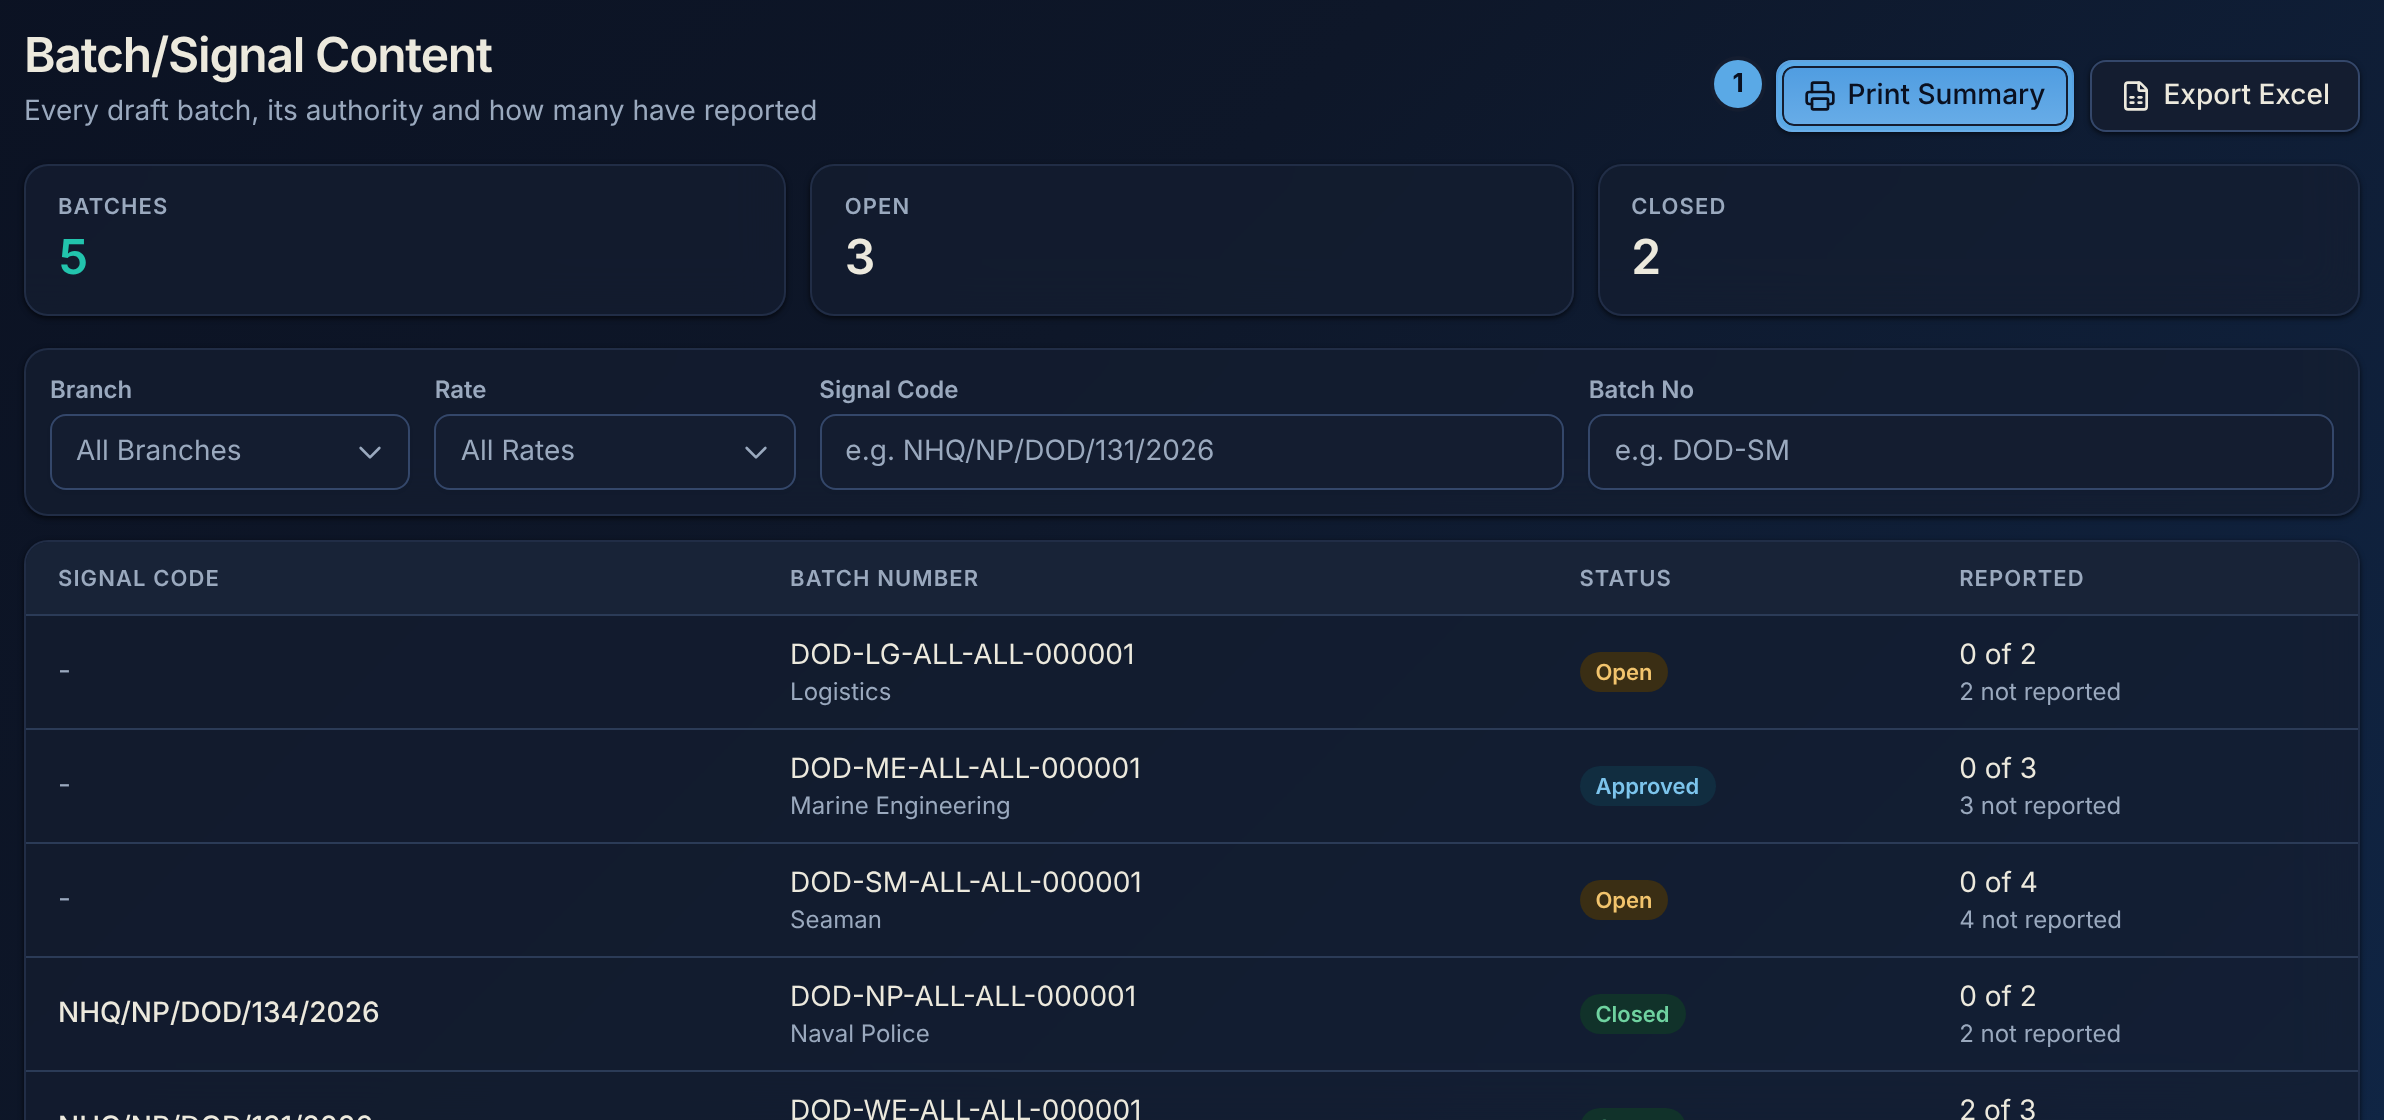 Batch/Signal Content
Every draft batch, its authority and how many have reported
1
Print Summary
Export Excel
BATCHES
5
OPEN
3
CLOSED
2
Branch
Rate
Signal Code
Batch No
All Branches
All Rates
e.g. NHQ/NP/DOD/131/2026
e.g. DOD-SM
SIGNAL CODE
BATCH NUMBER
STATUS
REPORTED
-
DOD-LG-ALL-ALL-000001
Logistics
Open
0 of 2
2 not reported
-
DOD-ME-ALL-ALL-000001
Marine Engineering
Approved
0 of 3
3 not reported
-
DOD-SM-ALL-ALL-000001
Seaman
Open
0 of 4
4 not reported
NHQ/NP/DOD/134/2026
DOD-NP-ALL-ALL-000001
Naval Police
Closed
0 of 2
2 not reported
NHQ/NP/DOD/131/2026
DOD-WE-ALL-ALL-000001
2 of 3